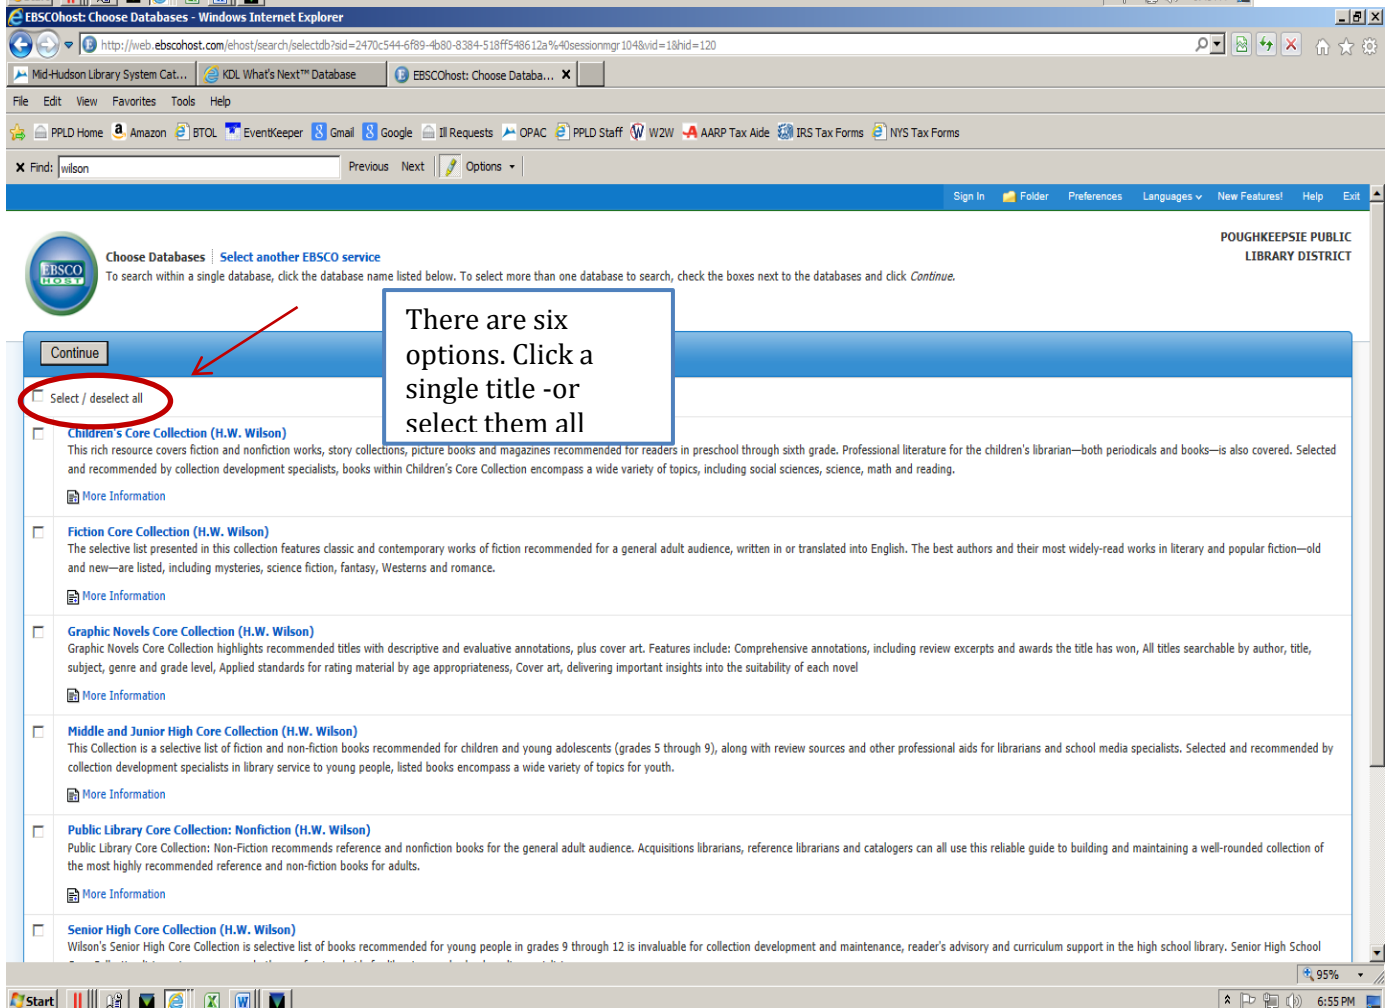 EBSCOhost: Choose Databases - Windows Internet Explorer
http://web.ebscohost.com/ehost/search/selectdb?sid=2470c544-6f89-4b80-8384-518ff548612a%40sessionmgr104&vid=1&hid=120
Mid-Hudson Library System Cat... KDL What's Next™ Database EBSCOhost: Choose Databa... X
File Edit View Favorites Tools Help
PPLD Home Amazon BTOL EventKeeper Gmail Google Ill Requests OPAC PPLD Staff W2W AARP Tax Aide IRS Tax Forms NYS Tax Forms
X Find: wilson Previous Next Options
Sign In Folder Preferences Languages New Features! Help Exit
POUGHKEEPSIE PUBLIC
LIBRARY DISTRICT
EBSCO
HOST
Choose Databases Select another EBSCO service
To search within a single database, click the database name listed below. To select more than one database to search, check the boxes next to the databases and click Continue.
There are six
options. Click a
single title -or
select them all
Continue
Select / deselect all
Children's Core Collection (H.W. Wilson)
This rich resource covers fiction and nonfiction works, story collections, picture books and magazines recommended for readers in preschool through sixth grade. Professional literature for the children's librarian—both periodicals and books—is also covered. Selected
and recommended by collection development specialists, books within Children's Core Collection encompass a wide variety of topics, including social sciences, science, math and reading.
More Information
Fiction Core Collection (H.W. Wilson)
The selective list presented in this collection features classic and contemporary works of fiction recommended for a general adult audience, written in or translated into English. The best authors and their most widely-read works in literary and popular fiction—old
and new—are listed, including mysteries, science fiction, fantasy, Westerns and romance.
More Information
Graphic Novels Core Collection (H.W. Wilson)
Graphic Novels Core Collection highlights recommended titles with descriptive and evaluative annotations, plus cover art. Features include: Comprehensive annotations, including review excerpts and awards the title has won, All titles searchable by author, title,
subject, genre and grade level, Applied standards for rating material by age appropriateness, Cover art, delivering important insights into the suitability of each novel
More Information
Middle and Junior High Core Collection (H.W. Wilson)
This Collection is a selective list of fiction and non-fiction books recommended for children and young adolescents (grades 5 through 9), along with review sources and other professional aids for librarians and school media specialists. Selected and recommended by
collection development specialists in library service to young people, listed books encompass a wide variety of topics for youth.
More Information
Public Library Core Collection: Nonfiction (H.W. Wilson)
Public Library Core Collection: Non-Fiction recommends reference and nonfiction books for the general adult audience. Acquisitions librarians, reference librarians and catalogers can all use this reliable guide to building and maintaining a well-rounded collection of
the most highly recommended reference and non-fiction books for adults.
More Information
Senior High Core Collection (H.W. Wilson)
Wilson's Senior High Core Collection is selective list of books recommended for young people in grades 9 through 12 is invaluable for collection development and maintenance, reader's advisory and curriculum support in the high school library. Senior High School
95%
Start 6:55 PM